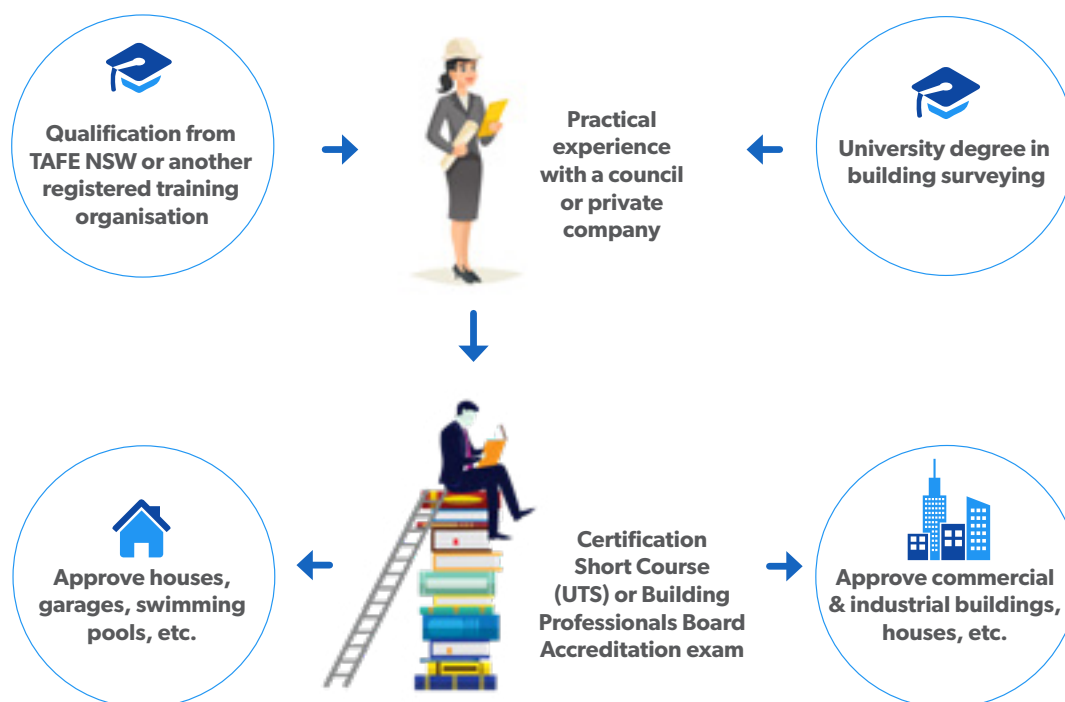 Qualification from
TAFE NSW or another
registered training
organisation
Practical
experience
with a council
or private
company
University degree in
building surveying
Approve houses,
garages, swimming
pools, etc.
Certification
Short Course
(UTS) or Building
Professionals Board
Accreditation exam
Approve commercial
& industrial buildings,
houses, etc.